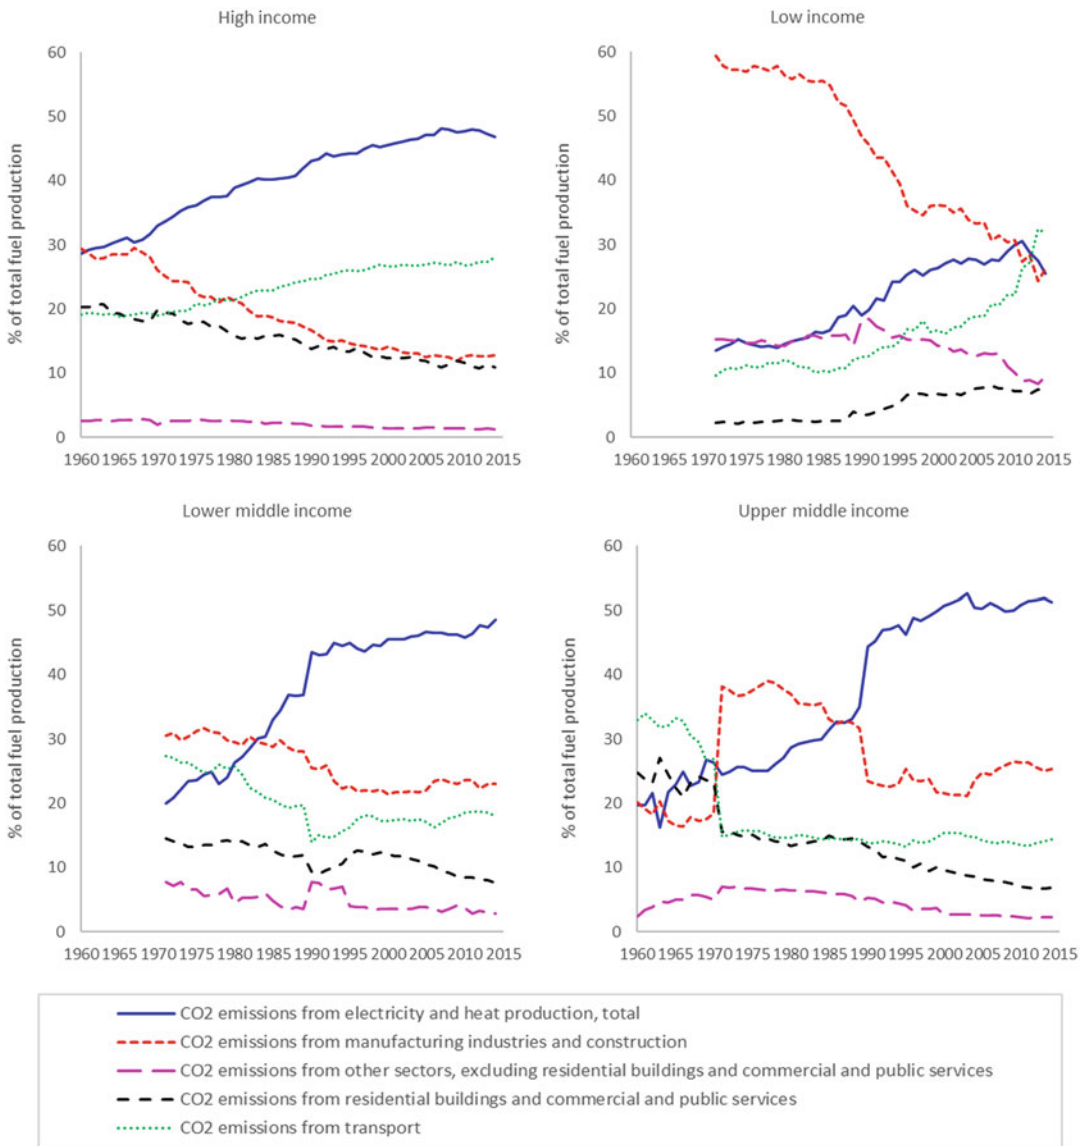 High income
Low income
% of total fuel production
60
50
40
30
20
10
0
1960 1965 1970 1975 1980 1985 1990 1995 2000 2005 2010 2015
% of total fuel production
60
50
40
30
20
10
0
1960 1965 1970 1975 1980 1985 1990 1995 2000 2005 2010 2015
Lower middle income
Upper middle income
% of total fuel production
60
50
40
30
20
10
0
1960 1965 1970 1975 1980 1985 1990 1995 2000 2005 2010 2015
% of total fuel production
60
50
40
30
20
10
0
1960 1965 1970 1975 1980 1985 1990 1995 2000 2005 2010 2015
CO2 emissions from electricity and heat production, total
CO2 emissions from manufacturing industries and construction
CO2 emissions from other sectors, excluding residential buildings and commercial and public services
CO2 emissions from residential buildings and commercial and public services
CO2 emissions from transport